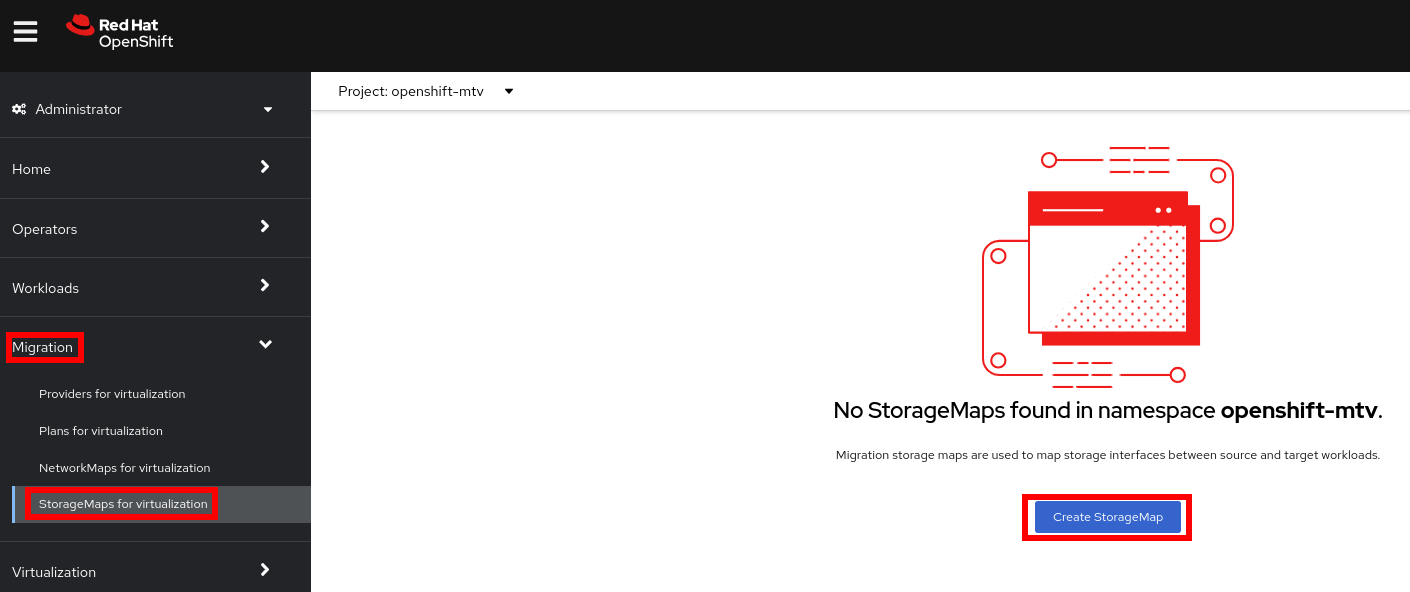 Red Hat
OpenShift
Administrator
Project: openshift-mtv
Home
Operators
Workloads
Migration
Providers for virtualization
Plans for virtualization
NetworkMaps for virtualization
StorageMaps for virtualization
Virtualization
No StorageMaps found in namespace openshift-mtv.
Migration storage maps are used to map storage interfaces between source and target workloads.
Create StorageMap